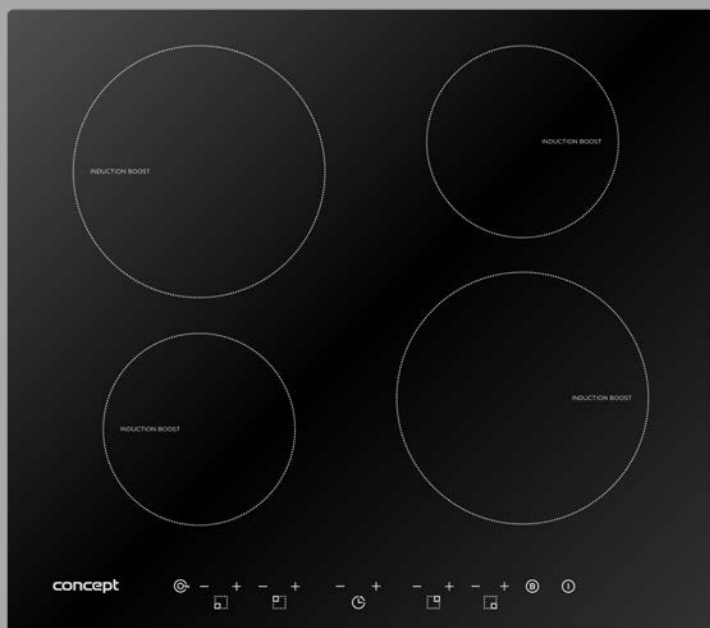 INDUCTION BOOST
INDUCTION BOOST
INDUCTION BOOST
INDUCTION BOOST
concept
- + - + - + - + - + B I